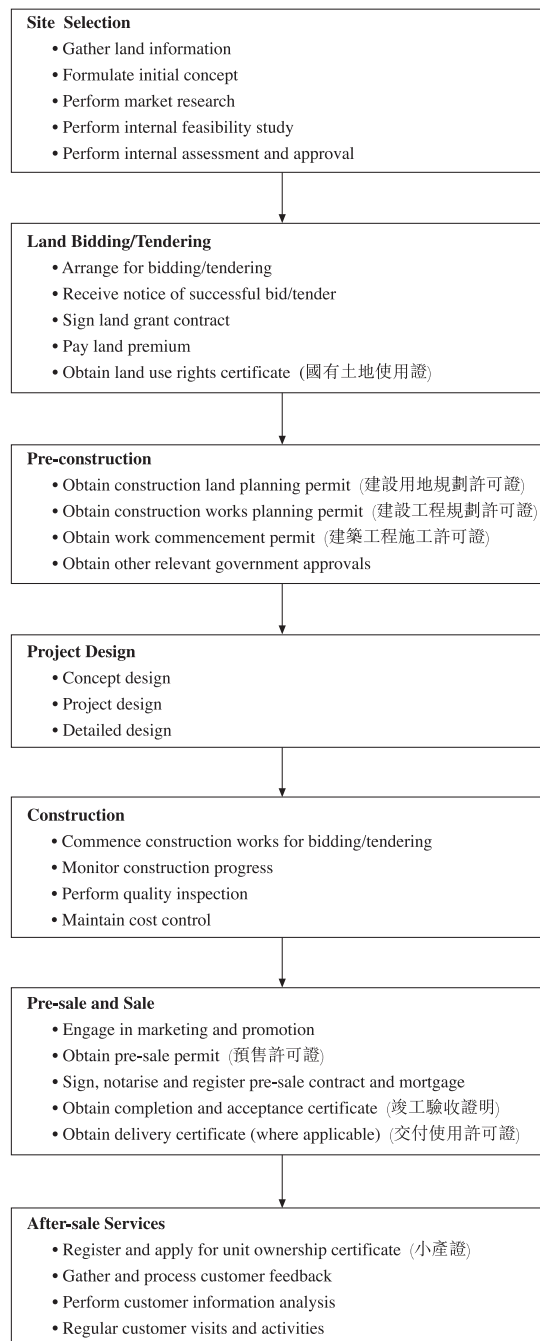 Site Selection
• Gather land information
• Formulate initial concept
• Perform market research
• Perform internal feasibility study
• Perform internal assessment and approval
Land Bidding/Tendering
• Arrange for bidding/tendering
• Receive notice of successful bid/tender
• Sign land grant contract
• Pay land premium
• Obtain land use rights certificate (國有土地使用證)
Pre-construction
• Obtain construction land planning permit (建設用地規劃許可證)
• Obtain construction works planning permit (建設工程規劃許可證)
• Obtain work commencement permit (建築工程施工許可證)
• Obtain other relevant government approvals
Project Design
• Concept design
• Project design
• Detailed design
Construction
• Commence construction works for bidding/tendering
• Monitor construction progress
• Perform quality inspection
• Maintain cost control
Pre-sale and Sale
• Engage in marketing and promotion
• Obtain pre-sale permit (預售許可證)
• Sign, notarise and register pre-sale contract and mortgage
• Obtain completion and acceptance certificate (竣工驗收證明)
• Obtain delivery certificate (where applicable) (交付使用許可證)
After-sale Services
• Register and apply for unit ownership certificate (小產證)
• Gather and process customer feedback
• Perform customer information analysis
• Regular customer visits and activities